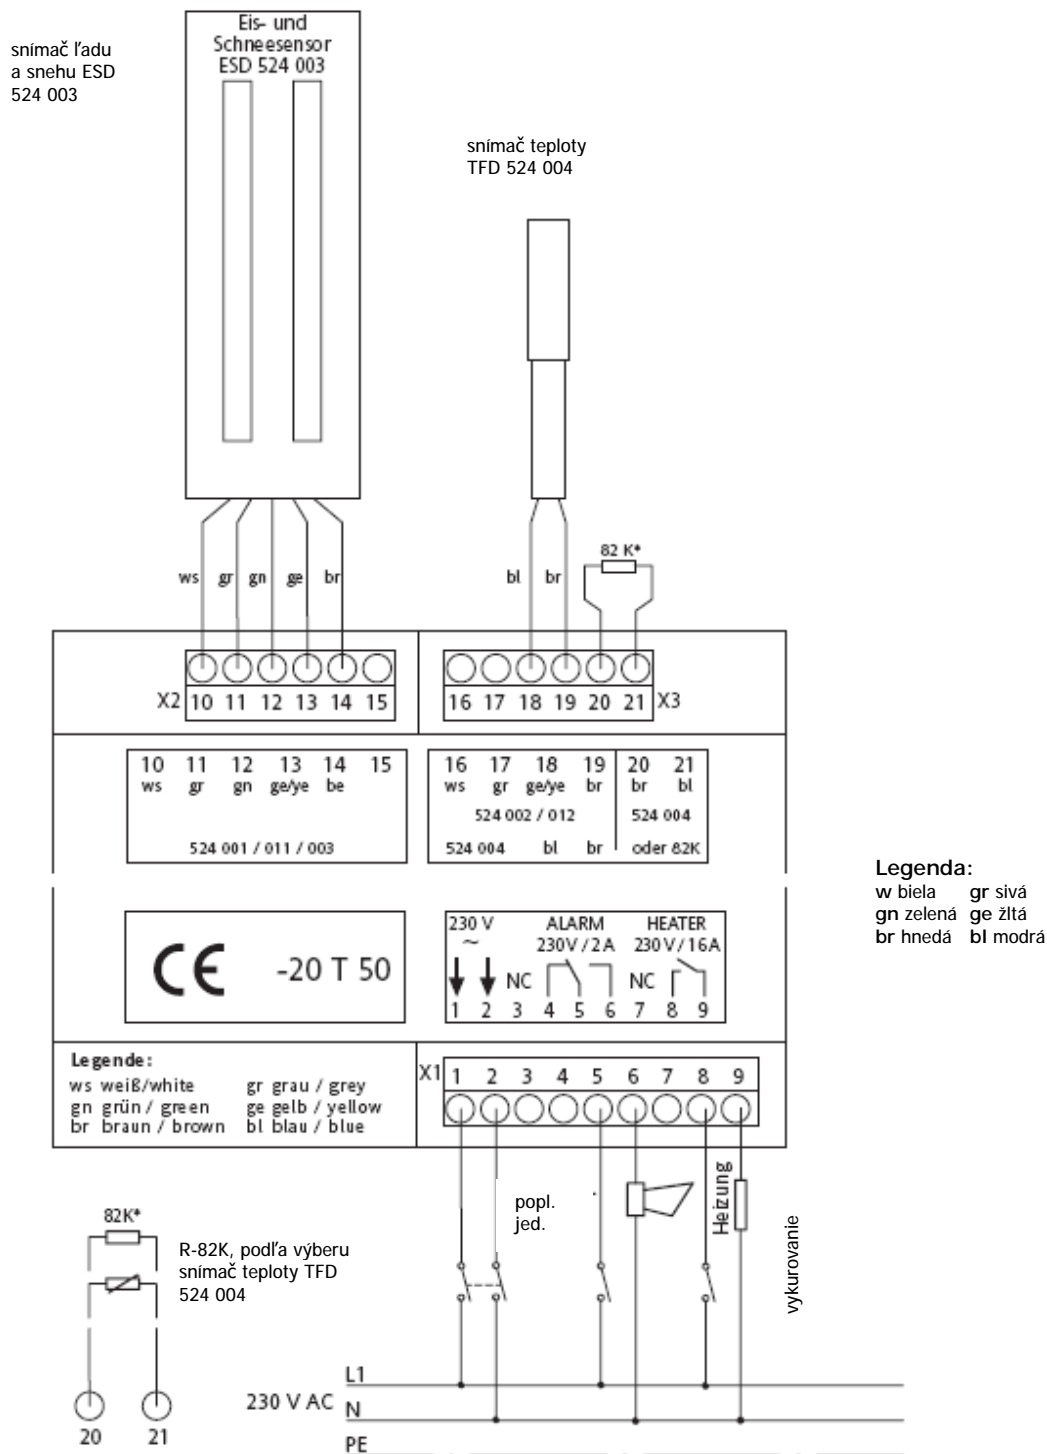 Eis- und
Schneesensor
ESD 524 003
snímač ľadu
a snehu ESD
524 003
snímač teploty
TFD 524 004
82 K*
ws gr gn ge br
bl br
X2 10 11 12 13 14 15
16 17 18 19 20 21 X3
10 11 12 13 14 15
ws gr gn ge/ye be
524 001 / 011 / 003
16 17 18 19 20 21
ws gr ge/ye br br bl
524 002 / 012 524 004
524 004 bl br oder 82K
Legenda:
w biela gr sivá
gn zelená ge žltá
br hnedá bl modrá
CE -20 T 50
230 V ALARM HEATER
~ 230V/2A 230V/16A
NC NC
1 2 3 4 5 6 7 8 9
Legende:
ws weiß/white gr grau / grey
gn grün / green ge gelb / yellow
br braun / brown bl blau / blue
X1 1 2 3 4 5 6 7 8 9
popl.
jed.
Heizung
vykurovanie
82K*
R-82K, podľa výberu
snímač teploty TFD
524 004
20 21
230 V AC
L1
N
PE